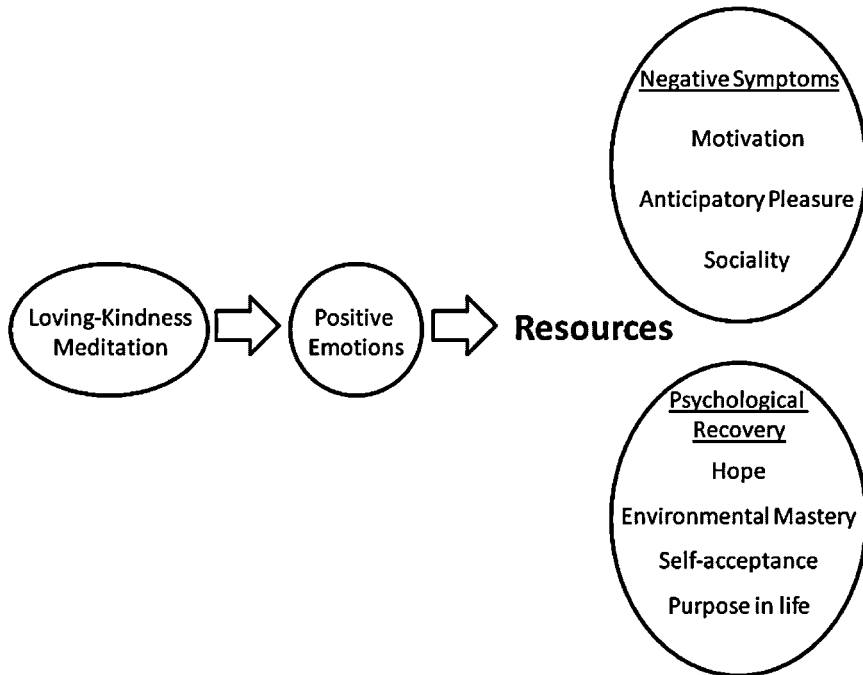 Loving-Kindness
Meditation
Positive
Emotions
Resources
Negative Symptoms
Motivation
Anticipatory Pleasure
Sociality
Psychological
Recovery
Hope
Environmental Mastery
Self-acceptance
Purpose in life